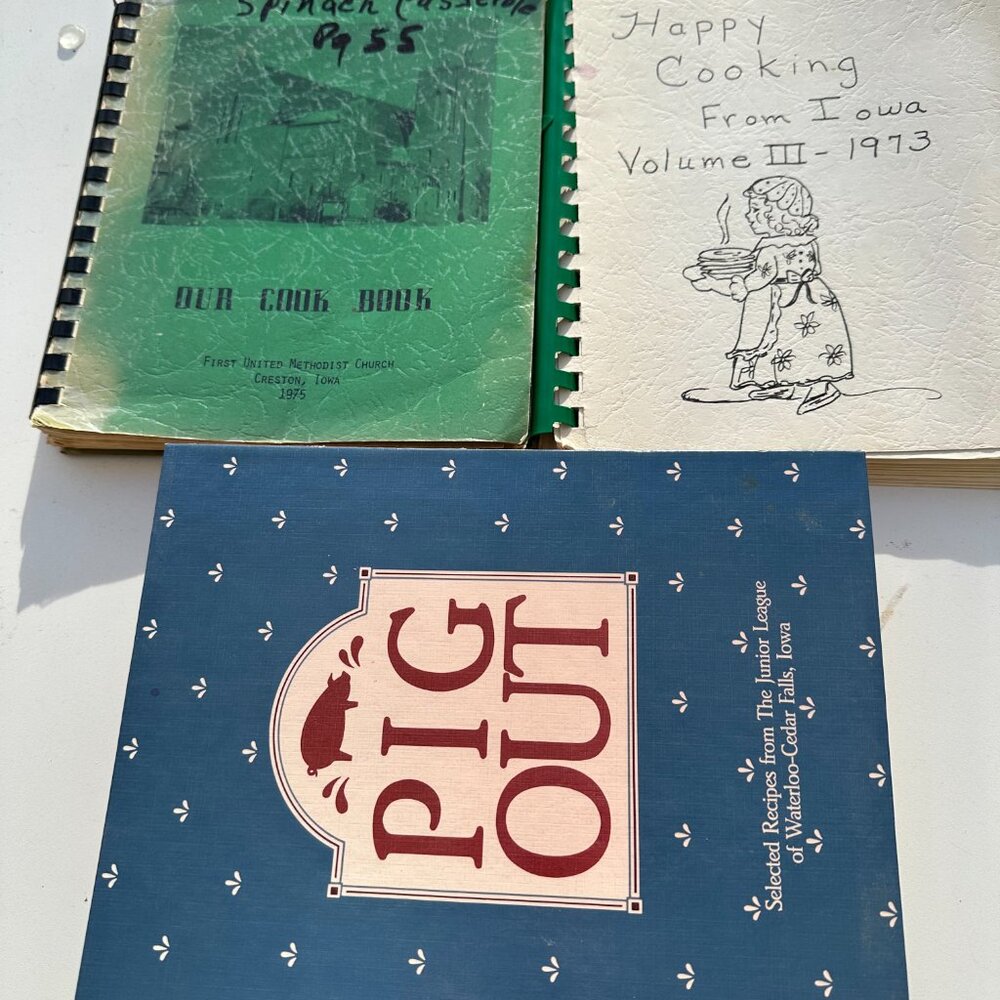 Spinach Casserole
Pg 55
OUR COOK BOOK
FIRST UNITED METHODIST CHURCH
CRESTON, IOWA
1975
Happy
Cooking
From Iowa
Volume III - 1973
PIG
OUT
Selected Recipes from The Junior League
of Waterloo-Cedar Falls, Iowa